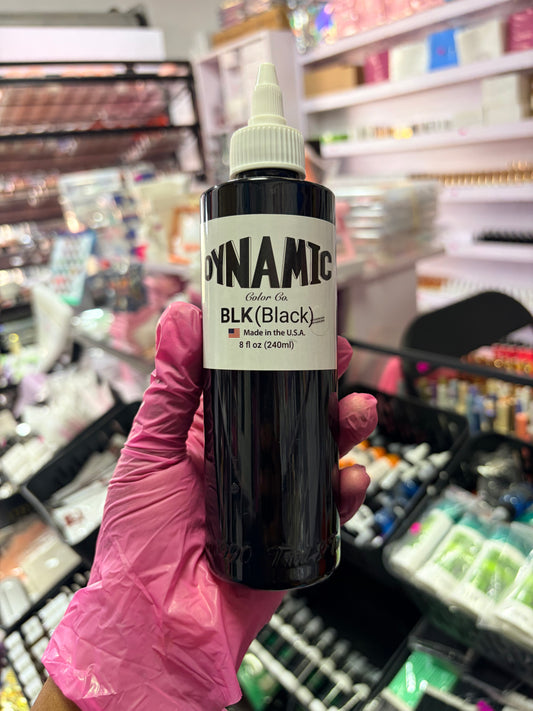 DYNAMIC
Color Co.
BLK(Black)
Made in the U.S.A.
8 fl oz (240ml)